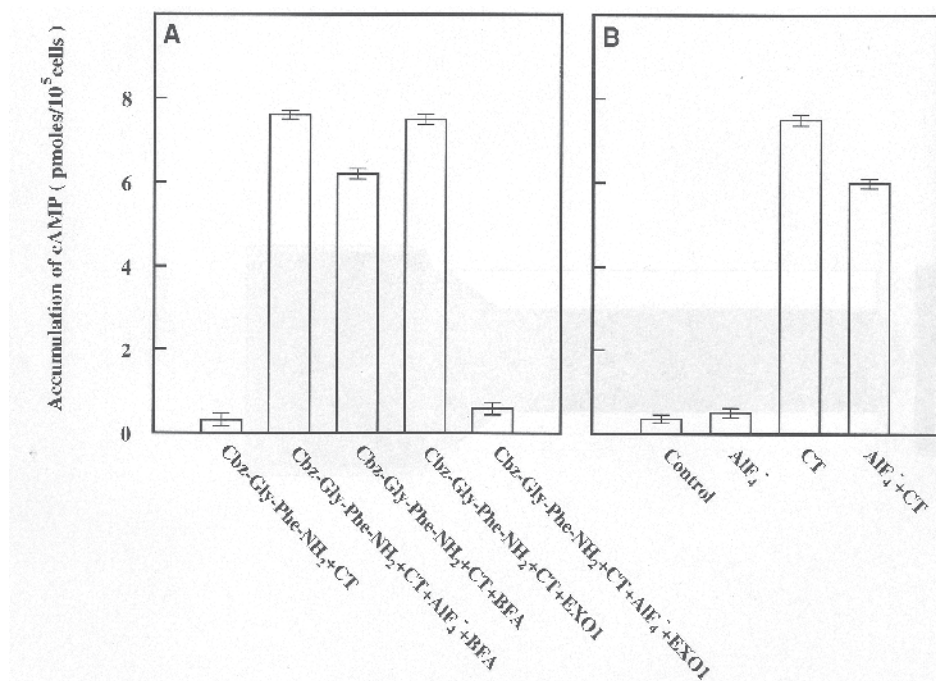 A
B
Accumulation of cAMP ( pmoles/10⁵ cells)
8
6
4
2
0
Cbz-Gly-Phe-NH₂+CT
Cbz-Gly-Phe-NH₂+CT+AlF₄⁻+BFA
Cbz-Gly-Phe-NH₂+CT+BFA
Cbz-Gly-Phe-NH₂+CT+EXO1
Cbz-Gly-Phe-NH₂+CT+AlF₄⁻+EXO1
Control
AlF₄⁻
CT
AlF₄⁻+CT